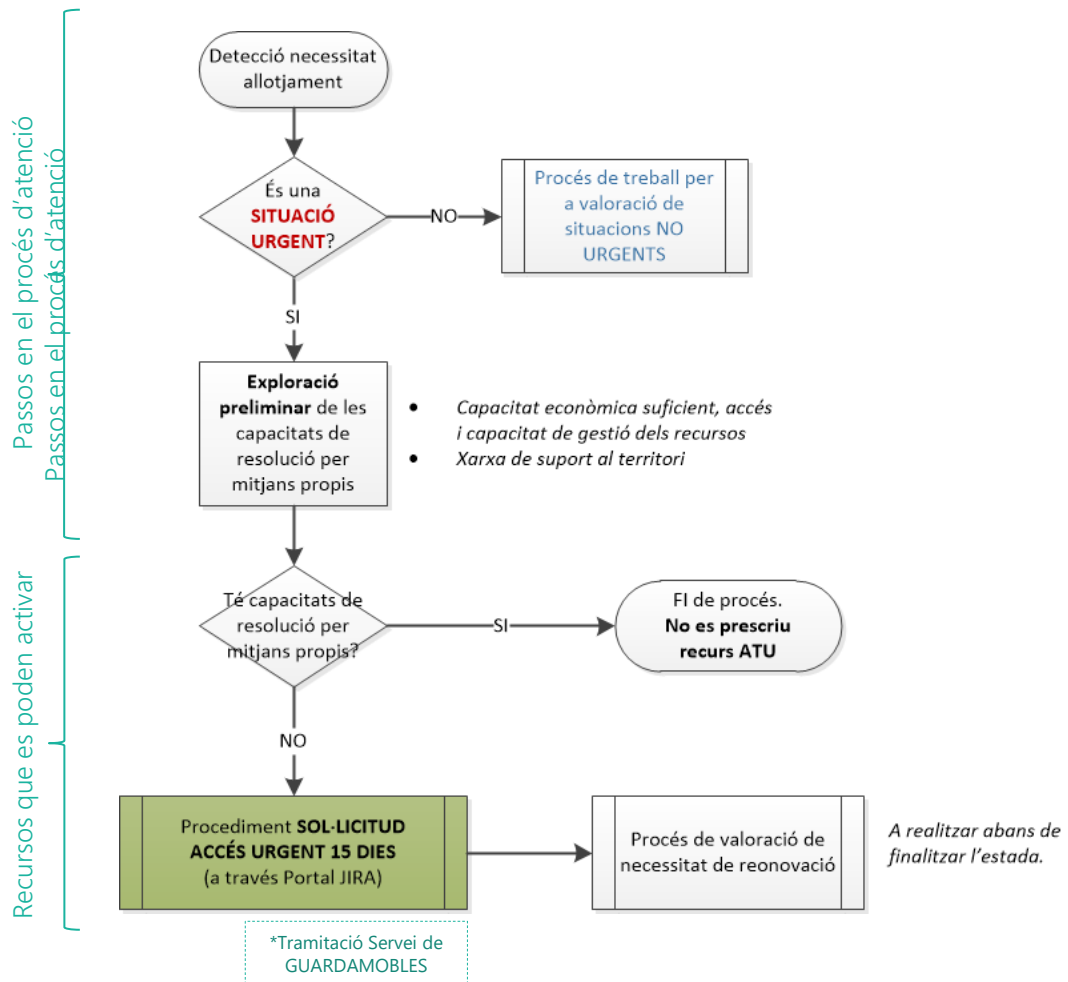 Passos en el procés d'atenció
Passos en el procés d'atenció
Detecció necessitat
allotjament
És una
SITUACIÓ
URGENT?
NO
Procés de treball per
a valoració de
situacions NO
URGENTS
SI
Exploració
preliminar de les
capacitats de
resolució per
mitjans propis
• Capacitat econòmica suficient, accés
i capacitat de gestió dels recursos
• Xarxa de suport al territori
Recursos que es poden activar
Té capacitats de
resolució per
mitjans propis?
SI
FI de procés.
No es prescriu
recurs ATU
NO
Procediment SOL·LICITUD
ACCÉS URGENT 15 DIES
(a través Portal JIRA)
Procés de valoració de
necessitat de reonovació
A realitzar abans de
finalitzar l'estada.
*Tramitació Servei de
GUARDAMOBLES